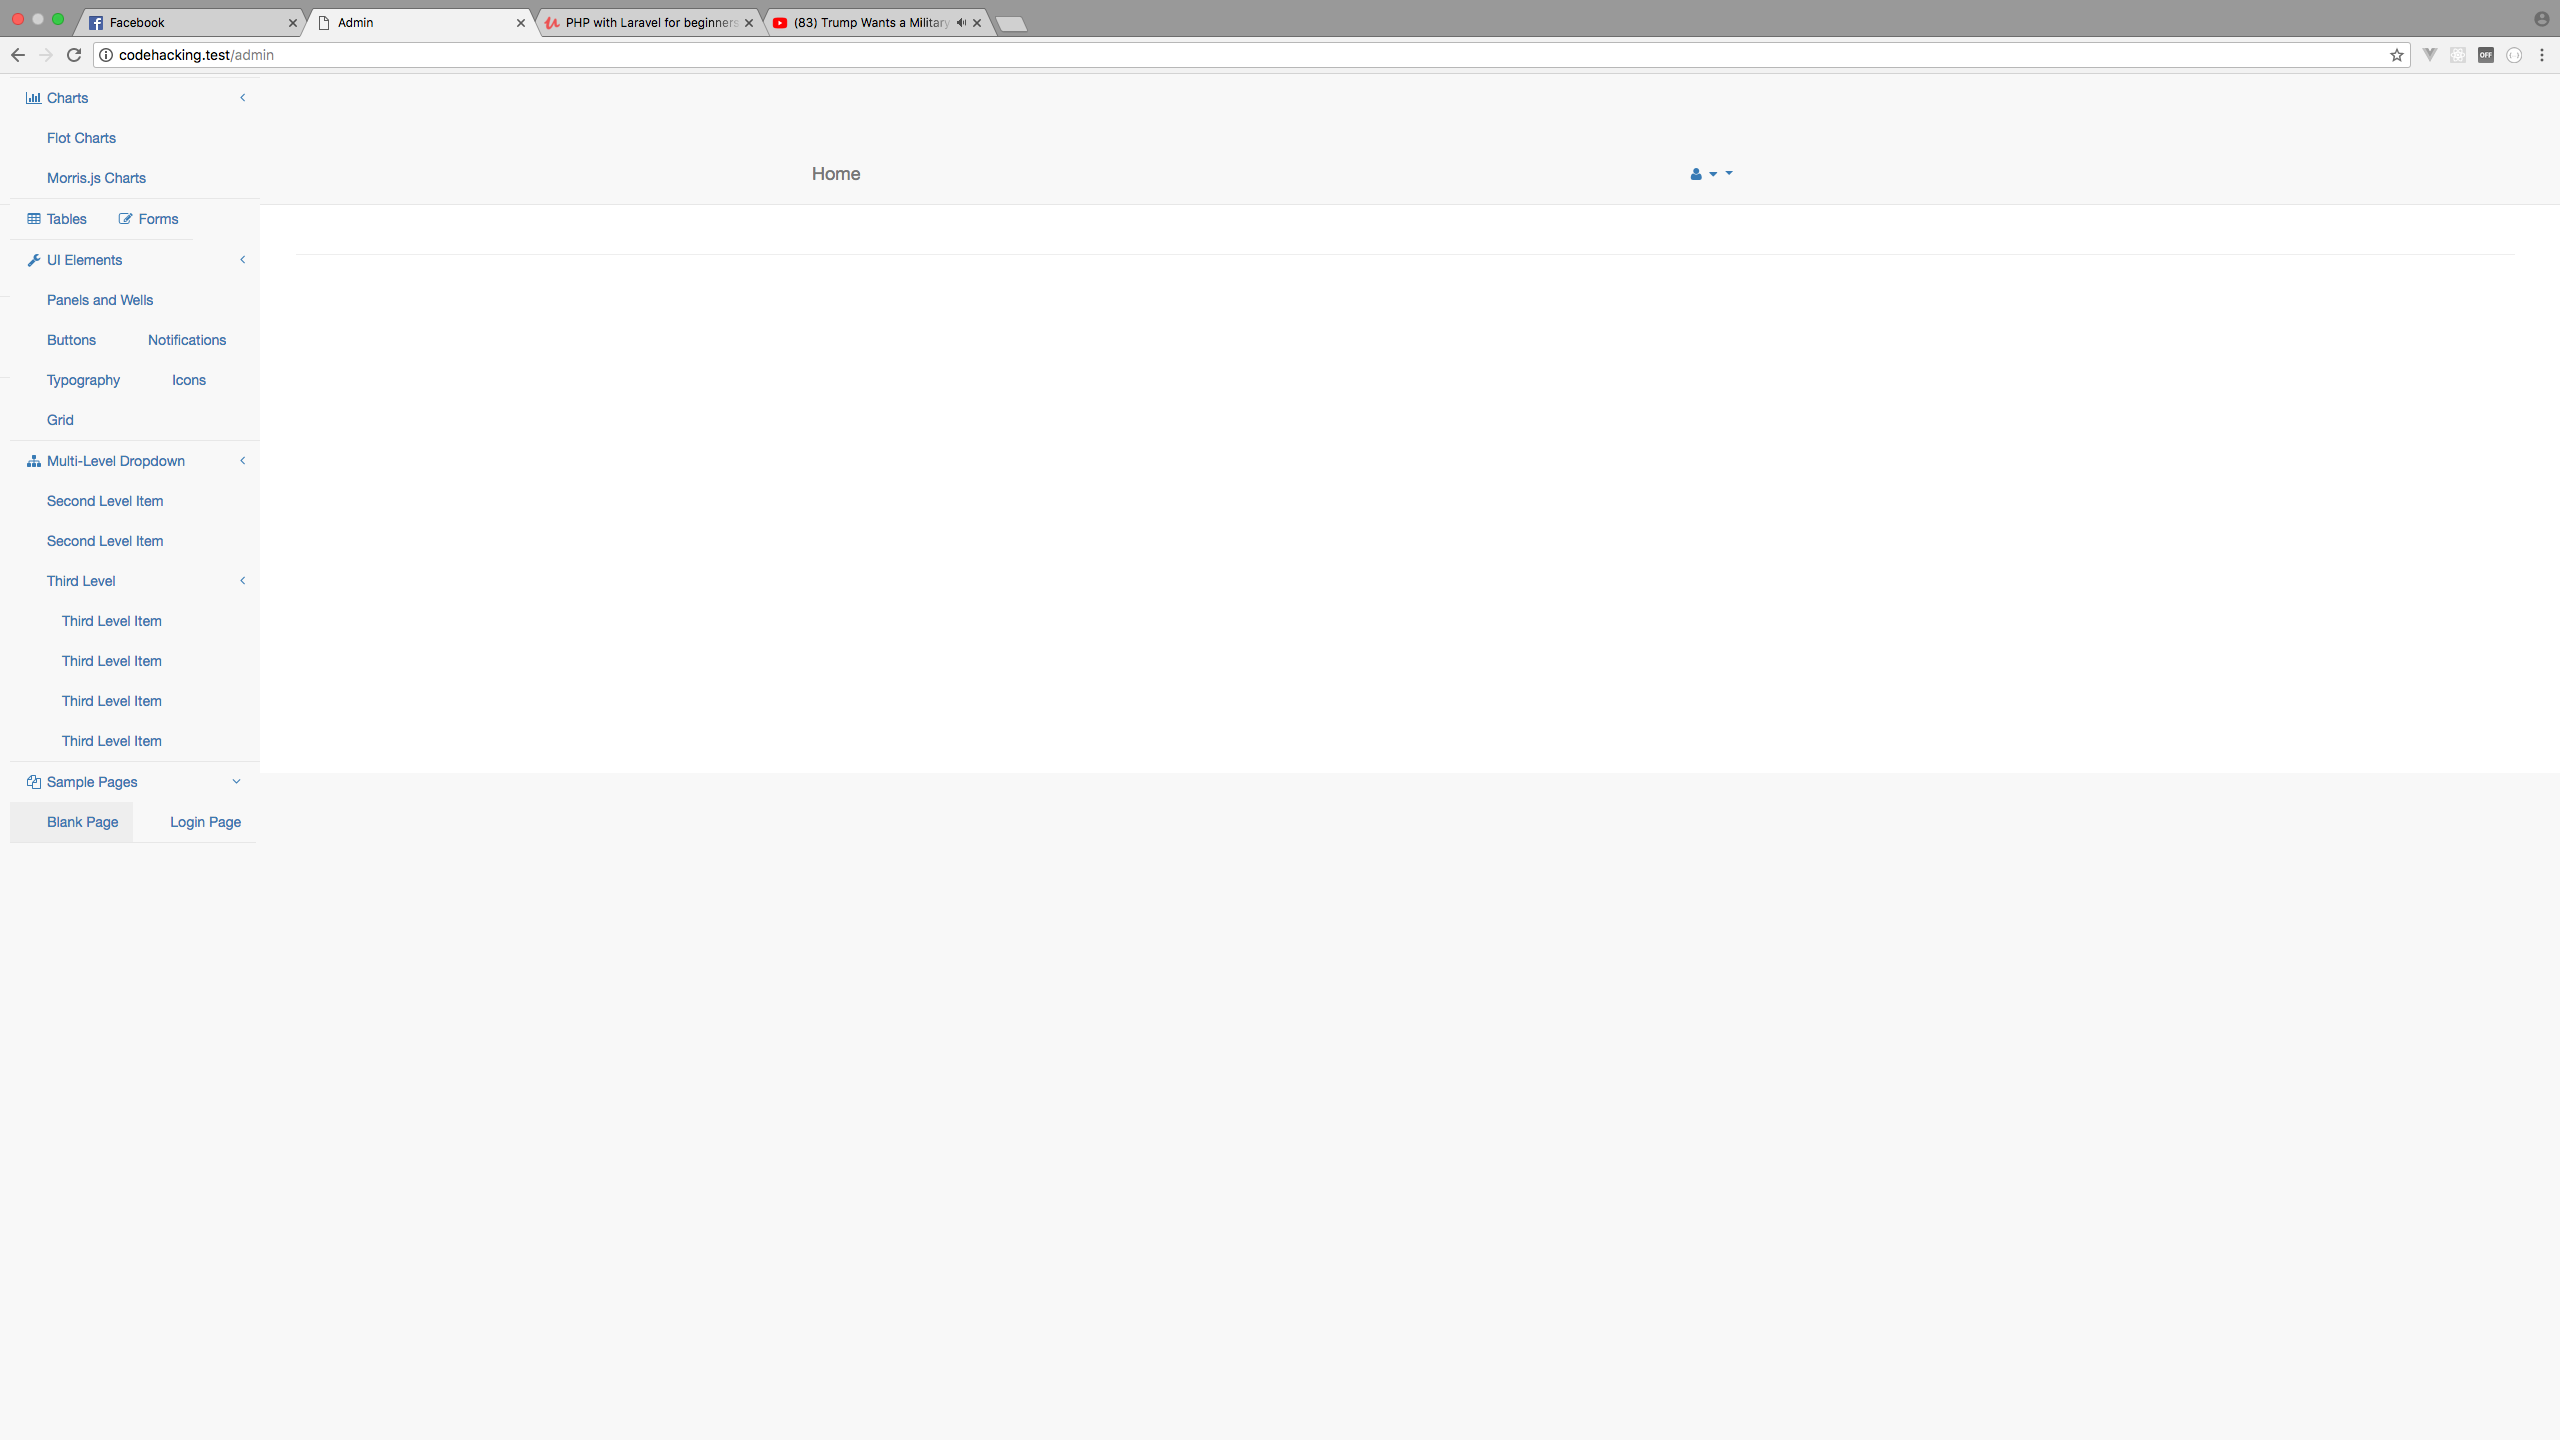 Facebook
Admin
PHP with Laravel for beginners
(83) Trump Wants a Military
codehacking.test/admin
OFF
Charts
Flot Charts
Morris.js Charts
Home
Tables Forms
UI Elements
Panels and Wells
Buttons Notifications
Typography Icons
Grid
Multi-Level Dropdown
Second Level Item
Second Level Item
Third Level
Third Level Item
Third Level Item
Third Level Item
Third Level Item
Sample Pages
Blank Page Login Page